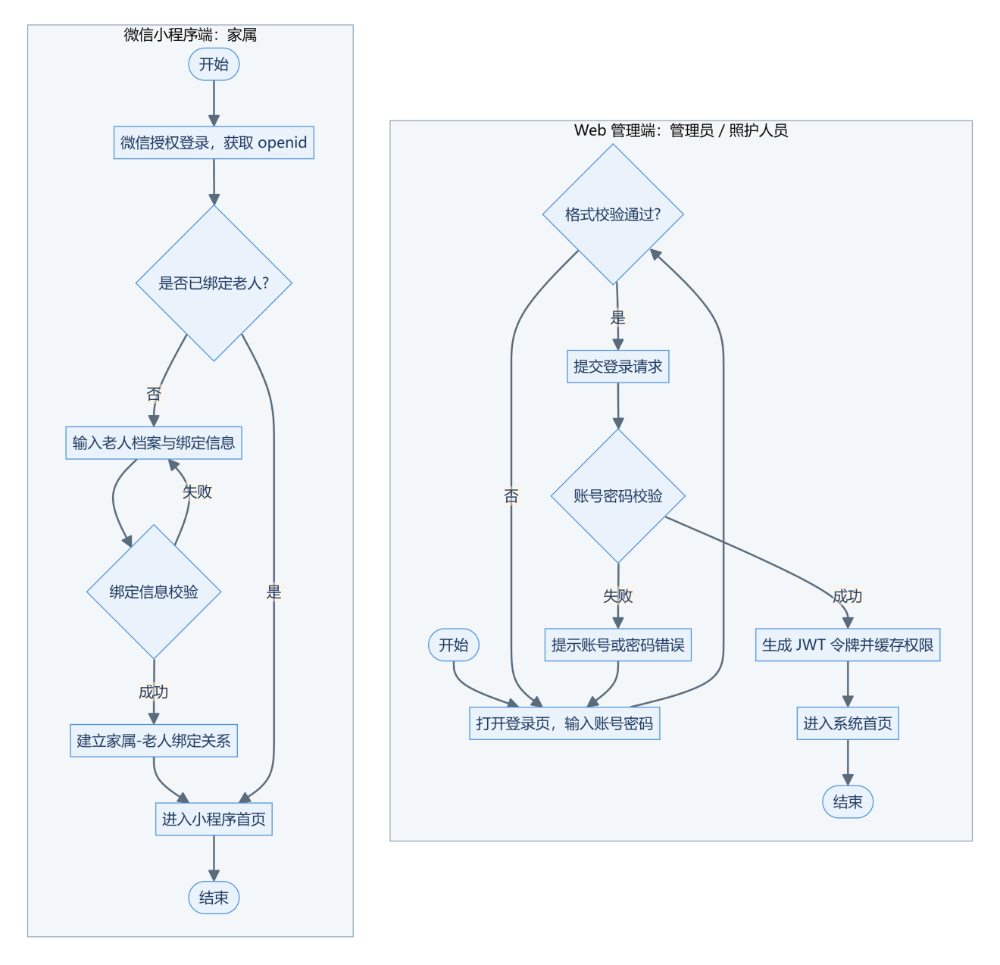 微信小程序端：家属
开始
微信授权登录，获取 openid
是否已绑定老人?
否
输入老人档案与绑定信息
失败
绑定信息校验
是
成功
建立家属-老人绑定关系
进入小程序首页
结束
Web 管理端：管理员 / 照护人员
格式校验通过?
是
提交登录请求
否
账号密码校验
失败
成功
开始
提示账号或密码错误
生成 JWT 令牌并缓存权限
打开登录页，输入账号密码
进入系统首页
结束